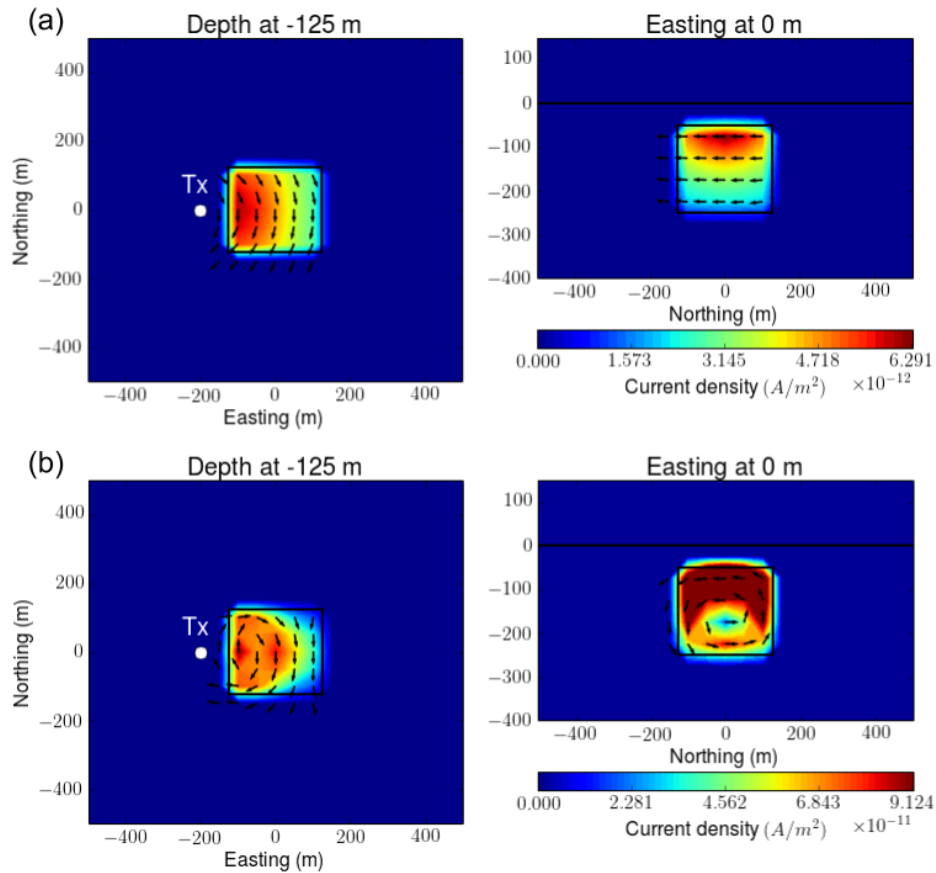 (a)
Depth at -125 m
Easting at 0 m
400
200
0
−200
−400
Northing (m)
Tx
−400 −200 0 200 400
Easting (m)
100
0
−100
−200
−300
−400
−400 −200 0 200 400
Northing (m)
0.000 1.573 3.145 4.718 6.291
Current density (A/m²) ×10⁻¹²
(b)
Depth at -125 m
Easting at 0 m
400
200
0
−200
−400
Northing (m)
Tx
−400 −200 0 200 400
Easting (m)
100
0
−100
−200
−300
−400
−400 −200 0 200 400
Northing (m)
0.000 2.281 4.562 6.843 9.124
Current density (A/m²) ×10⁻¹¹